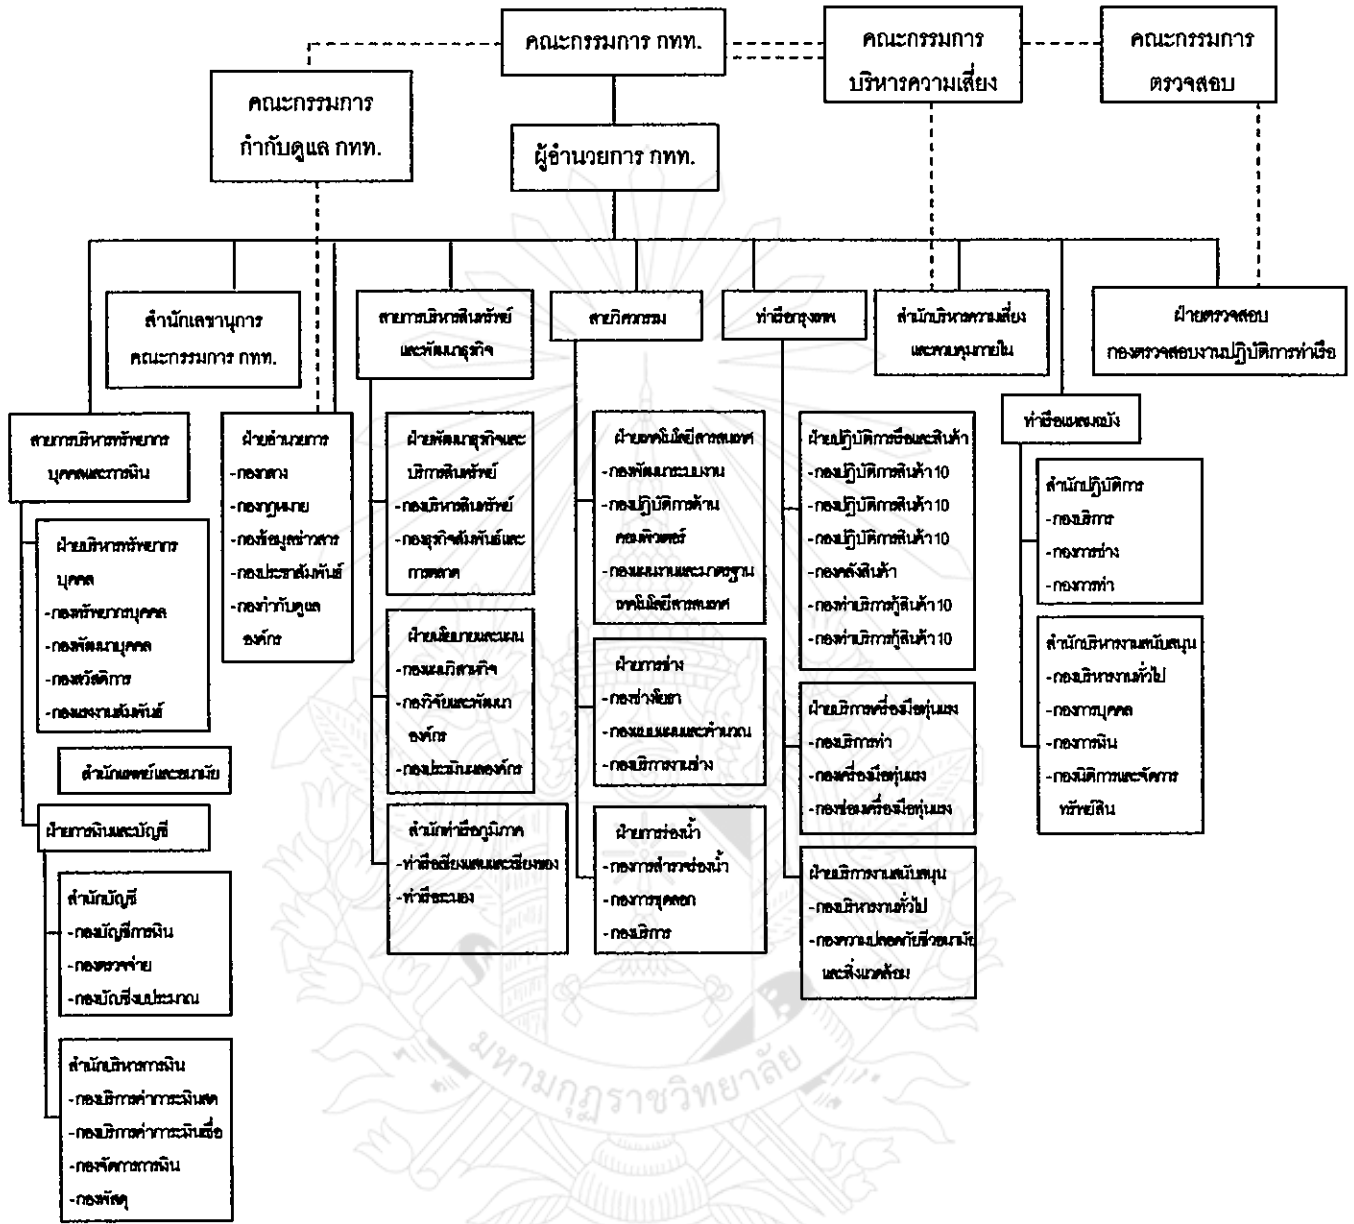 คณะกรรมการ กทท.
คณะกรรมการ
บริหารความเสี่ยง
คณะกรรมการ
ตรวจสอบ
คณะกรรมการ
กำกับดูแล กทท.
ผู้อำนวยการ กทท.
สำนักเลขานุการ
คณะกรรมการ กทท.
สายการบริหารสินทรัพย์
และพัฒนาธุรกิจ
สายวิศวกรรม
ท่าเรือกรุงเทพ
สำนักบริหารความเสี่ยง
และควบคุมภายใน
ฝ่ายตรวจสอบ
กองตรวจสอบงานปฏิบัติการท่าเรือ
สายการบริหารทรัพยากร
บุคคลและการเงิน
ฝ่ายบริหารทรัพยากร
บุคคล
-กองทรัพยากรบุคคล
-กองพัฒนาบุคคล
-กองสวัสดิการ
-กองแรงงานสัมพันธ์
สำนักแพทย์และอนามัย
ฝ่ายการเงินและบัญชี
สำนักบัญชี
-กองบัญชีการเงิน
-กองตรวจจ่าย
-กองบัญชีงบประมาณ
สำนักบริหารการเงิน
-กองบริการค่าภาระเงินสด
-กองบริการค่าภาระเงินเชื่อ
-กองจัดการการเงิน
-กองพัสดุ
ฝ่ายอำนวยการ
-กองกลาง
-กองกฎหมาย
-กองข้อมูลข่าวสาร
-กองประชาสัมพันธ์
-กองกำกับดูแล
องค์กร
ฝ่ายพัฒนาธุรกิจและ
บริการสินทรัพย์
-กองบริหารสินทรัพย์
-กองธุรกิจสัมพันธ์และ
การตลาด
ฝ่ายนโยบายและแผน
-กองแผนวิสาหกิจ
-กองวิจัยและพัฒนา
องค์กร
-กองประเมินผลองค์กร
สำนักท่าเรือภูมิภาค
-ท่าเรือเชียงแสนและเชียงของ
-ท่าเรือระนอง
ฝ่ายเทคโนโลยีสารสนเทศ
-กองพัฒนาระบบงาน
-กองปฏิบัติการด้าน
คอมพิวเตอร์
-กองแผนงานและมาตรฐาน
เทคโนโลยีสารสนเทศ
ฝ่ายการช่าง
-กองช่างโยธา
-กองแบบแผนและคำนวณ
-กองบริการงานช่าง
ฝ่ายการร่องน้ำ
-กองการสำรวจร่องน้ำ
-กองการขุดลอก
-กองบริการ
ฝ่ายปฏิบัติการเรือและสินค้า
-กองปฏิบัติการสินค้า 10
-กองปฏิบัติการสินค้า 10
-กองปฏิบัติการสินค้า 10
-กองคลังสินค้า
-กองท่าบริการตู้สินค้า 10
-กองท่าบริการตู้สินค้า 10
ฝ่ายบริการเครื่องมือทุ่นแรง
-กองบริการท่า
-กองเครื่องมือทุ่นแรง
-กองซ่อมเครื่องมือทุ่นแรง
ฝ่ายบริการงานสนับสนุน
-กองบริหารงานทั่วไป
-กองความปลอดภัยชีวอนามัย
และสิ่งแวดล้อม
ท่าเรือแหลมฉบัง
สำนักปฏิบัติการ
-กองบริการ
-กองการช่าง
-กองการท่า
สำนักบริหารงานสนับสนุน
-กองบริหารงานทั่วไป
-กองการบุคคล
-กองการเงิน
-กองนิติการและจัดการ
ทรัพย์สิน
มหามกุฏราชวิทยาลัย